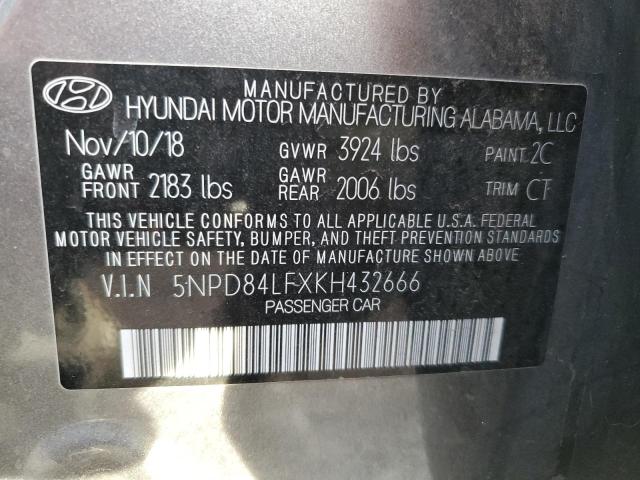 MANUFACTURED BY
HYUNDAI MOTOR MANUFACTURING ALABAMA, LLC
Nov/10/18 GVWR 3924 lbs PAINT 2C
GAWR FRONT 2183 lbs GAWR REAR 2006 lbs TRIM CT
THIS VEHICLE CONFORMS TO ALL APPLICABLE U.S.A. FEDERAL
MOTOR VEHICLE SAFETY, BUMPER, AND THEFT PREVENTION STANDARDS
IN EFFECT ON THE DATE OF MANUFACTURE SHOWN ABOVE.
V.I.N 5NPD84LFXKH432666
PASSENGER CAR